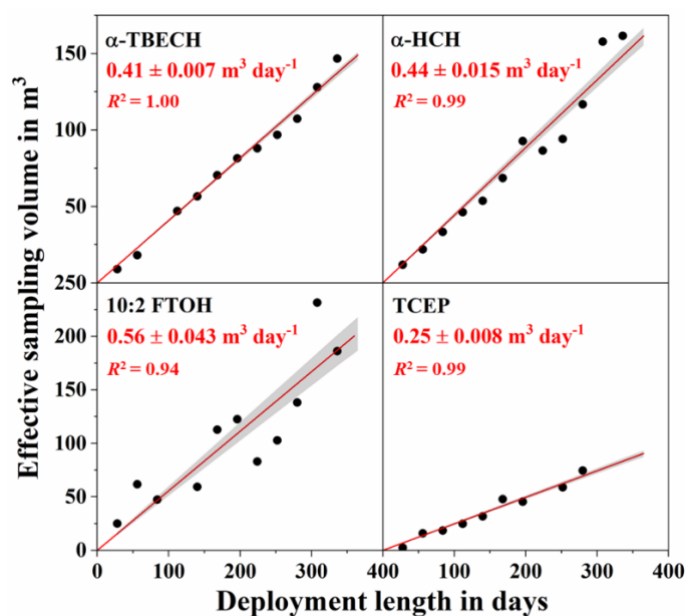 Effective sampling volume in m³
150
100
50
250
200
150
100
50
0
α-TBECH
0.41 ± 0.007 m³ day⁻¹
R² = 1.00
α-HCH
0.44 ± 0.015 m³ day⁻¹
R² = 0.99
10:2 FTOH
0.56 ± 0.043 m³ day⁻¹
R² = 0.94
TCEP
0.25 ± 0.008 m³ day⁻¹
R² = 0.99
0 100 200 300 400 0 100 200 300 400
Deployment length in days